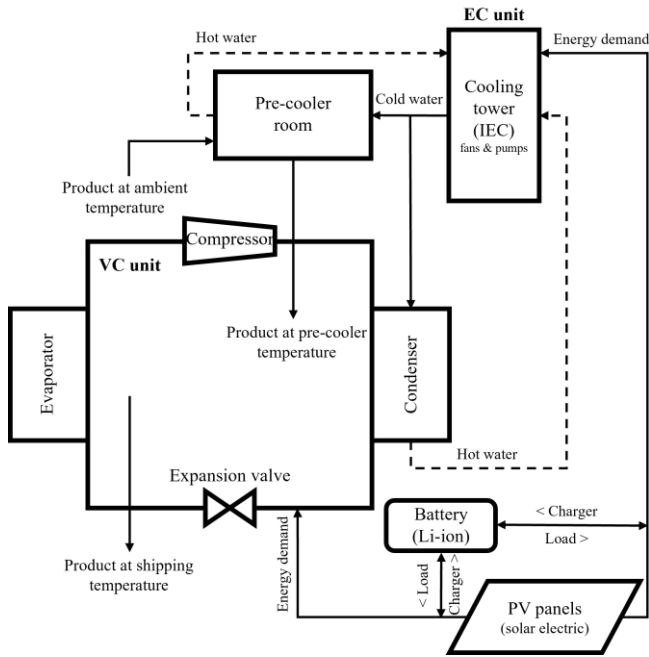 EC unit
Hot water
Energy demand
Pre-cooler
room
Cold water
Cooling
tower
(IEC)
fans & pumps
Product at ambient
temperature
Compressor
VC unit
Evaporator
Product at pre-cooler
temperature
Condenser
Hot water
Expansion valve
Product at shipping
temperature
Energy demand
Battery
(Li-ion)
< Charger
Load >
< Load
Charger >
PV panels
(solar electric)